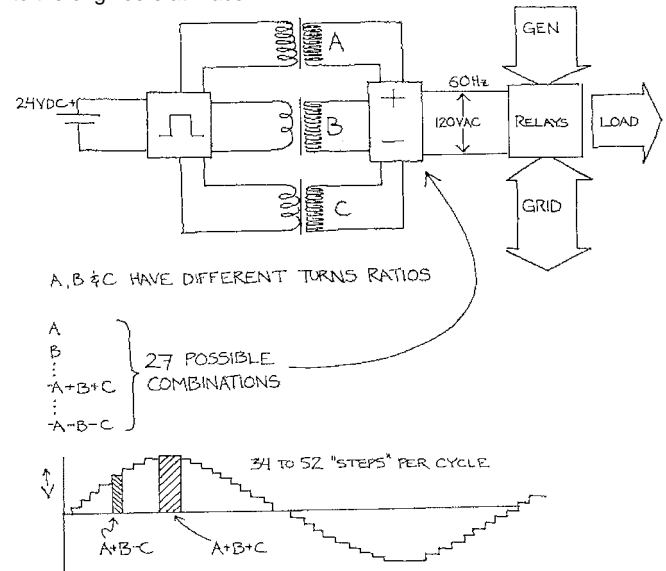 A
GEN
24VDC+
60Hz
+
B
120VAC
RELAYS
LOAD
-
C
GRID
A, B & C HAVE DIFFERENT TURNS RATIOS
A
B
-A+B+C
-A-B-C
27 POSSIBLE
COMBINATIONS
34 TO 52 "STEPS" PER CYCLE
V
A+B-C
A+B+C